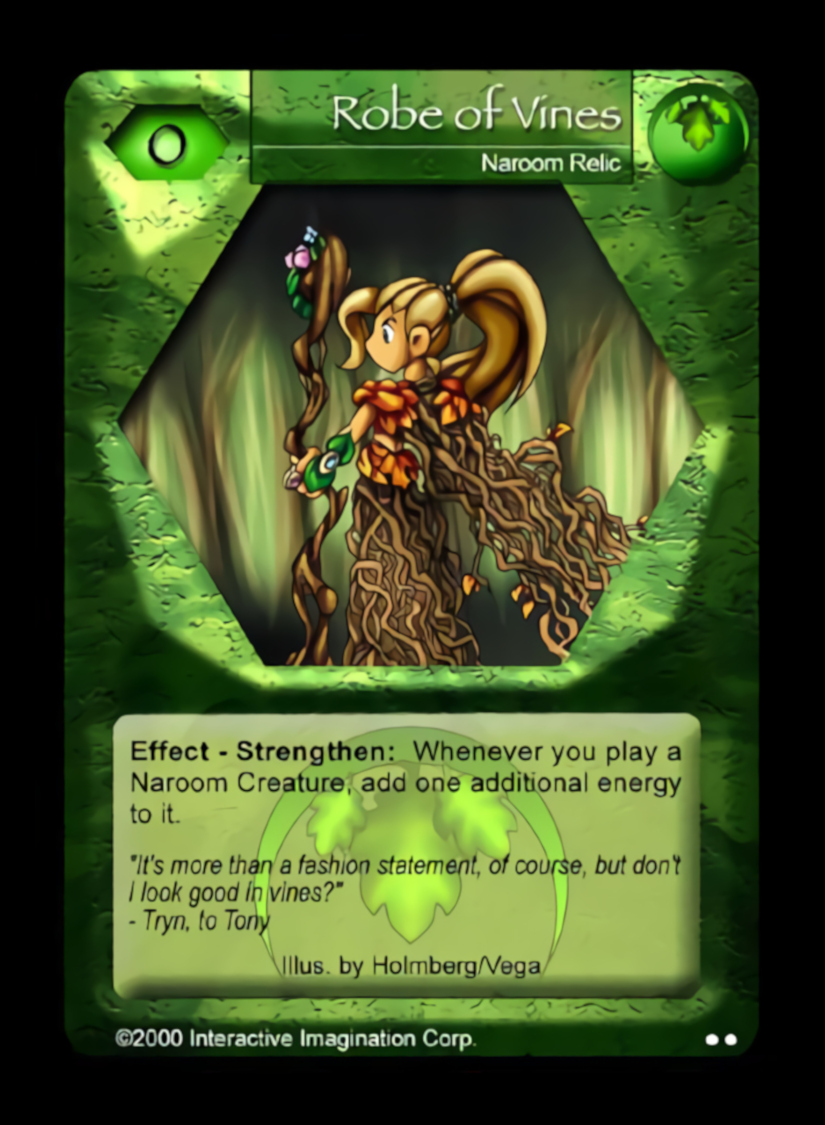 0
Robe of Vines
Naroom Relic
Effect - Strengthen: Whenever you play a
Naroom Creature, add one additional energy
to it.
"It's more than a fashion statement, of course, but don't
I look good in vines?"
- Tryn, to Tony
Illus. by Holmberg/Vega
©2000 Interactive Imagination Corp.